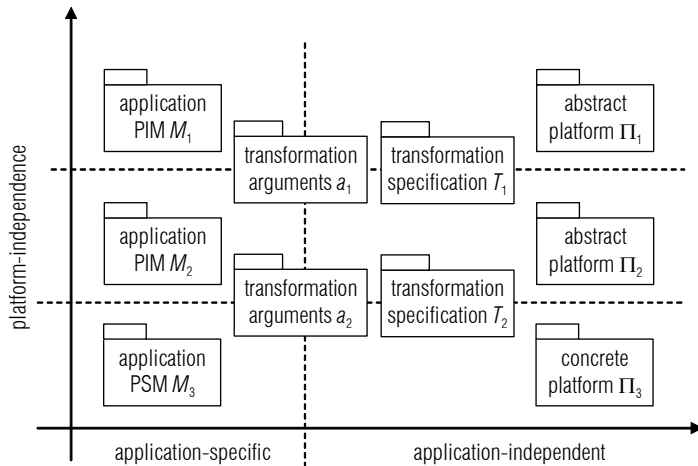 platform-independence
application
PIM M₁
transformation
arguments a₁
transformation
specification T₁
abstract
platform Π₁
application
PIM M₂
transformation
arguments a₂
transformation
specification T₂
abstract
platform Π₂
application
PSM M₃
concrete
platform Π₃
application-specific
application-independent